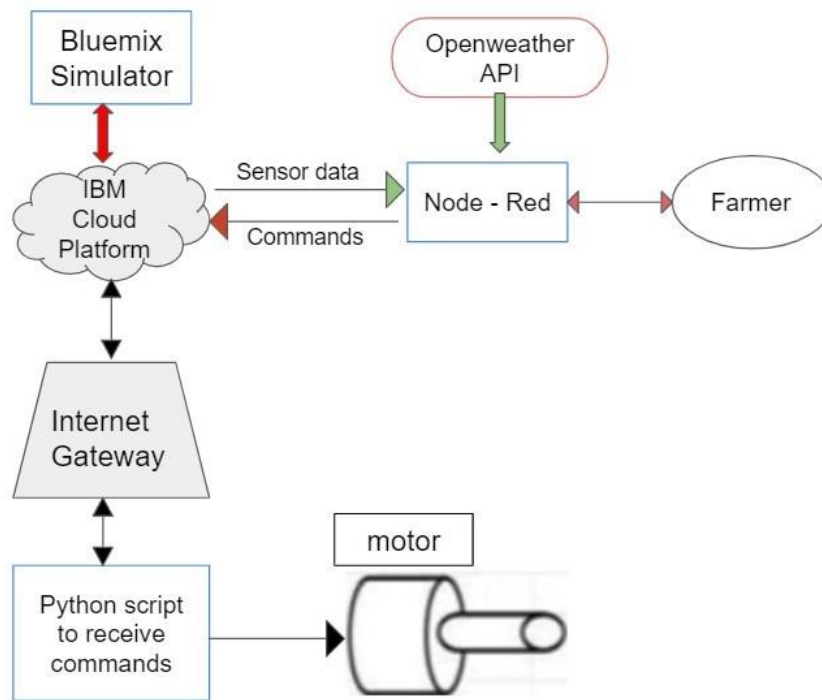 Bluemix
Simulator
Openweather
API
IBM
Cloud
Platform
Sensor data
Commands
Node - Red
Farmer
Internet
Gateway
motor
Python script
to receive
commands